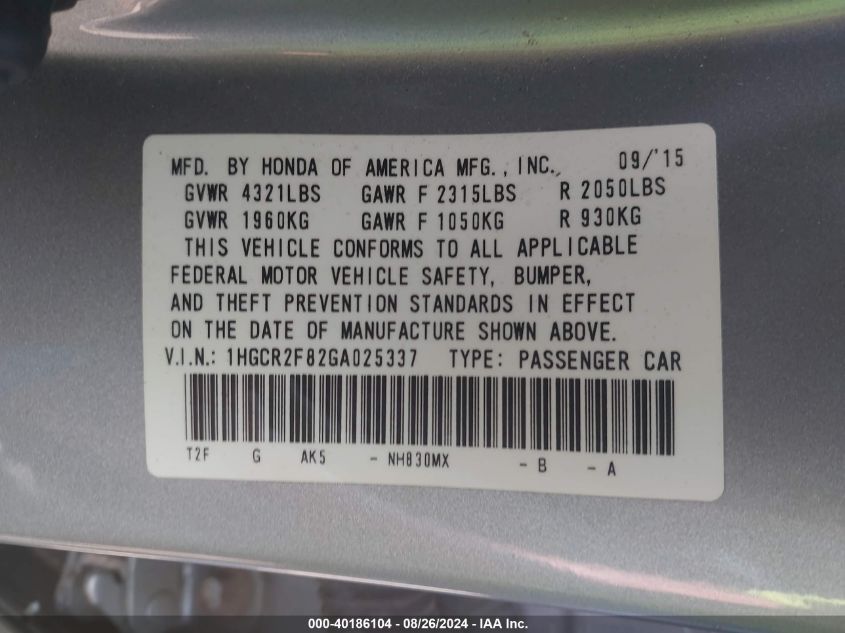 MFD. BY HONDA OF AMERICA MFG., INC. 09/'15
GVWR 4321LBS GAWR F 2315LBS R 2050LBS
GVWR 1960KG GAWR F 1050KG R 930KG
THIS VEHICLE CONFORMS TO ALL APPLICABLE
FEDERAL MOTOR VEHICLE SAFETY, BUMPER,
AND THEFT PREVENTION STANDARDS IN EFFECT
ON THE DATE OF MANUFACTURE SHOWN ABOVE.
V.I.N.: 1HGCR2F82GA025337 TYPE: PASSENGER CAR
T2F G AK5 - NH830MX - B - A
000-40186104 - 08/26/2024 - IAA Inc.